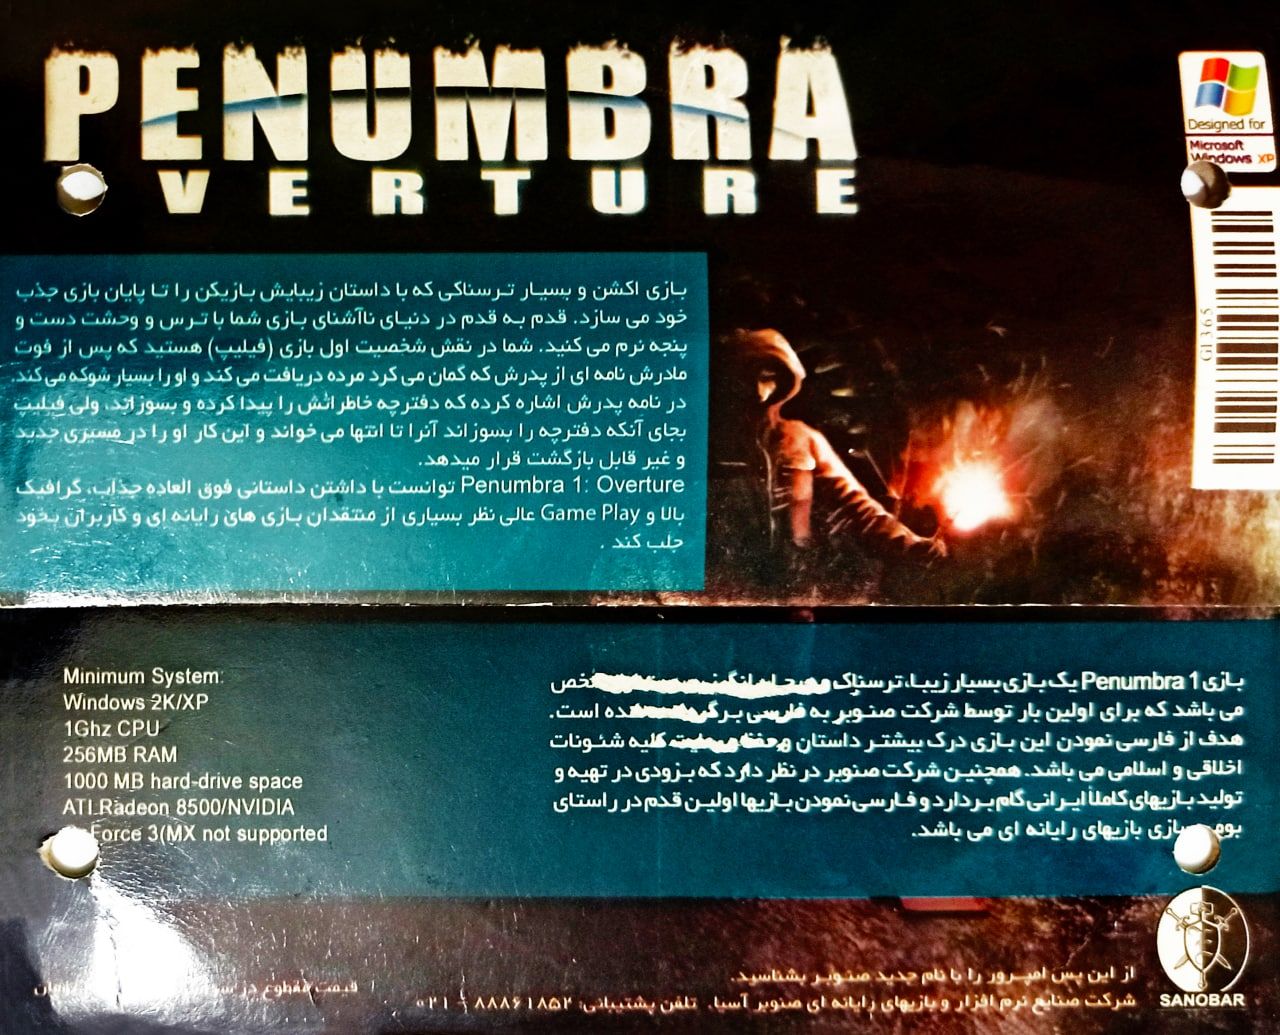 PENUMBRA
VERTURE
Designed for
Microsoft
Windows XP
GI365
بازی اکشن و بسیار ترسناکی که با داستان زیبایش بازیکن را تا پایان بازی جذب
خود می سازد. قدم به قدم در دنیای ناآشنای بازی شما با ترس و وحشت دست و
پنجه نرم می کنید. شما در نقش شخصیت اول بازی (فیلیپ) هستید که پس از فوت
مادرش نامه ای از پدرش که گمان می کرد مرده دریافت می کند و او را بسیار شوکه می کند.
در نامه پدرش اشاره کرده که دفترچه خاطراتش را پیدا کرده و بسوزاند، ولی فیلیپ
بجای آنکه دفترچه را بسوزاند آنرا تا انتها می خواند و این کار او را در مسیری جدید
و غیر قابل بازگشت قرار میدهد.
Penumbra 1: Overture توانست با داشتن داستانی فوق العاده جذاب، گرافیک
بالا و Game Play عالی نظر بسیاری از منتقدان بازی های رایانه ای و کاربران بخود
جلب کند .
Minimum System:
Windows 2K/XP
1Ghz CPU
256MB RAM
1000 MB hard-drive space
ATI Radeon 8500/NVIDIA
Force 3(MX not supported
بازی Penumbra 1 یک بازی بسیار زیبا، ترسناک
می باشد که برای اولین بار توسط شرکت صنوبر به فارسی است.
هدف از فارسی نمودن این بازی درک بیشتر داستان و حفظ کلیه شئونات
اخلاقی و اسلامی می باشد. همچنین شرکت صنوبر در نظر دارد که بزودی در تهیه و
تولید بازیهای کاملاً ایرانی گام بردارد و فارسی نمودن بازیها اولین قدم در راستای
بازیهای رایانه ای می باشد.
از این پس امپرور را با نام جدید صنوبر بشناسید.
شرکت صنایع نرم افزار و بازیهای رایانه ای صنوبر آسیا. تلفن پشتیبانی: ۸۸۸۶۱۸۵۲ - ۰۲۱
قیمت مقطوع در
SANOBAR